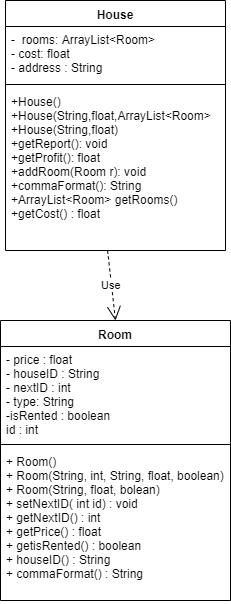 House
- rooms: ArrayList<Room>
- cost: float
- address : String
+House()
+House(String,float,ArrayList<Room>
+House(String,float)
+getReport(): void
+getProfit(): float
+addRoom(Room r): void
+commaFormat(): String
+ArrayList<Room> getRooms()
+getCost() : float
Use
Room
- price : float
- houseID : String
- nextID : int
- type: String
-isRented : boolean
id : int
+ Room()
+ Room(String, int, String, float, boolean)
+ Room(String, float, bolean)
+ setNextID( int id) : void
+ getNextID() : int
+ getPrice() : float
+ getisRented() : boolean
+ houseID() : String
+ commaFormat() : String